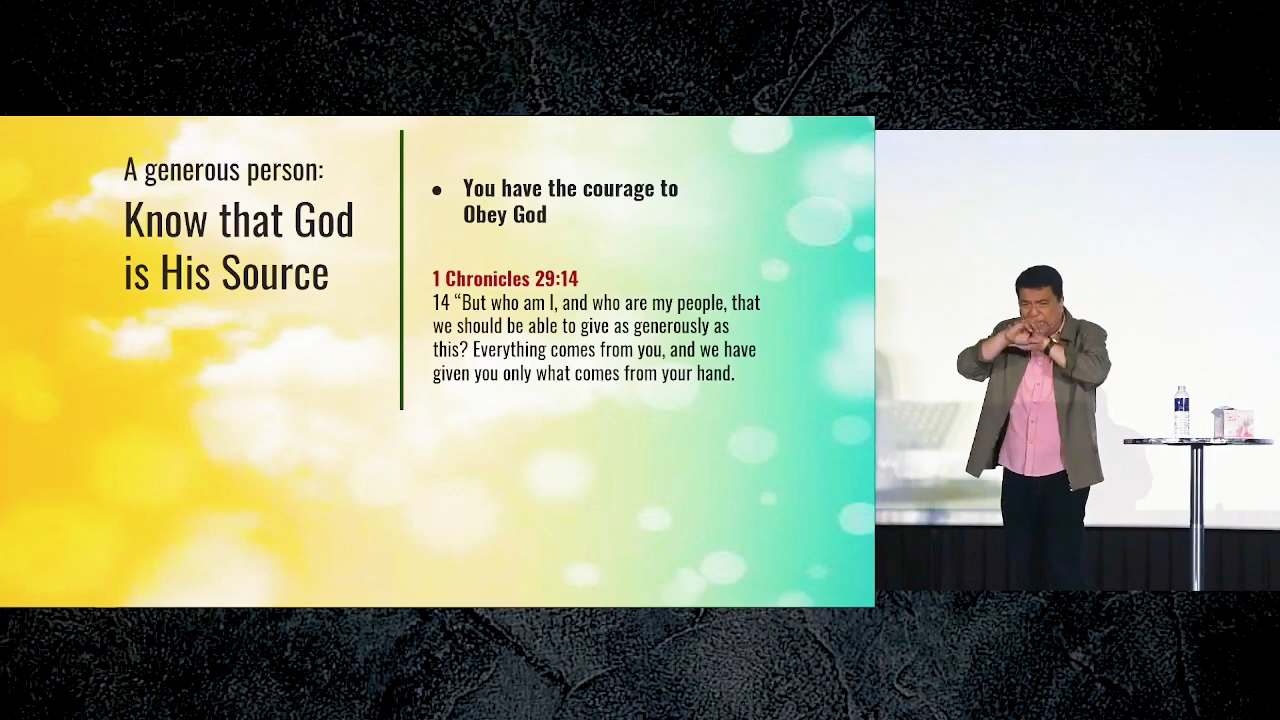 A generous person:
Know that God
is His Source
● You have the courage to
Obey God
1 Chronicles 29:14
14 “But who am I, and who are my people, that
we should be able to give as generously as
this? Everything comes from you, and we have
given you only what comes from your hand.